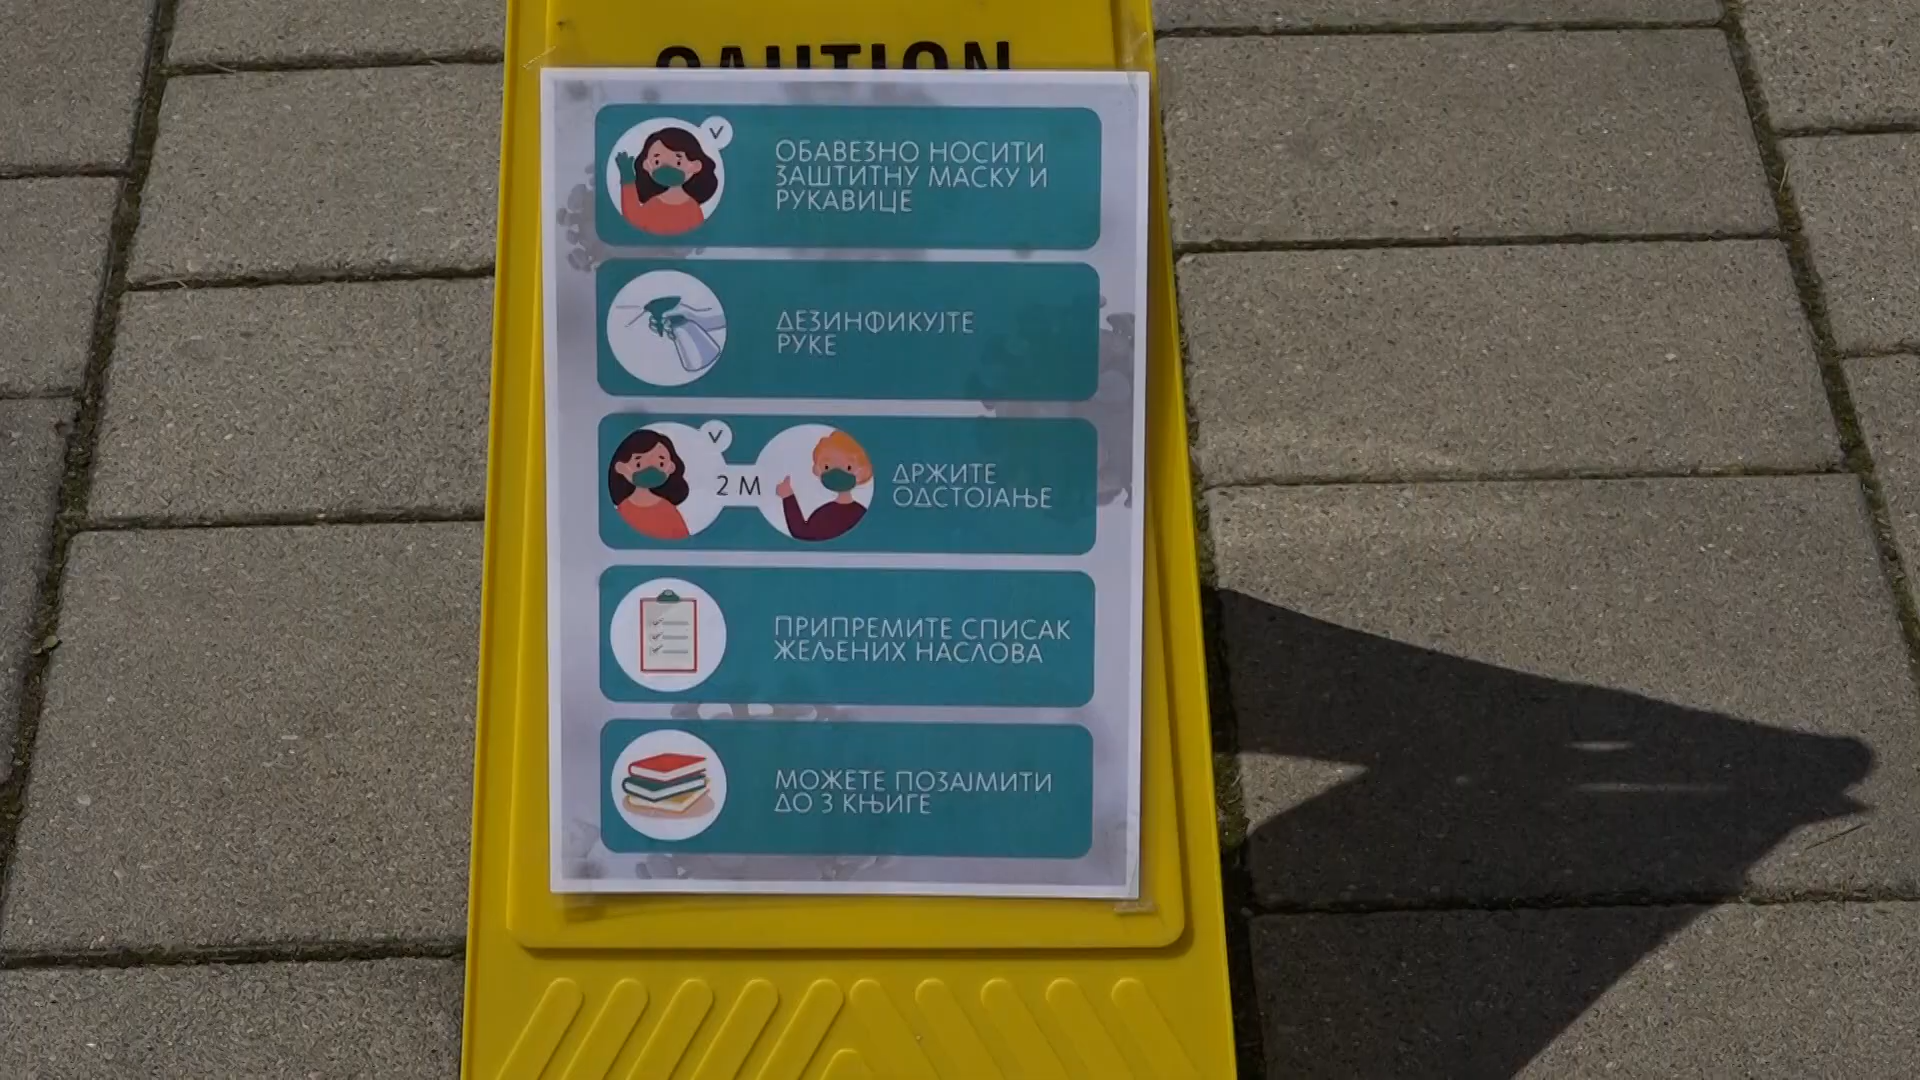 CAUTION
ОБАВЕЗНО НОСИТИ
ЗАШТИТНУ МАСКУ И
РУКАВИЦЕ
ДЕЗИНФИКУЈТЕ
РУКЕ
2 М
ДРЖИТЕ
ОДСТОЈАЊЕ
ПРИПРЕМИТЕ СПИСАК
ЖЕЉЕНИХ НАСЛОВА
МОЖЕТЕ ПОЗАЈМИТИ
ДО 3 КЊИГЕ